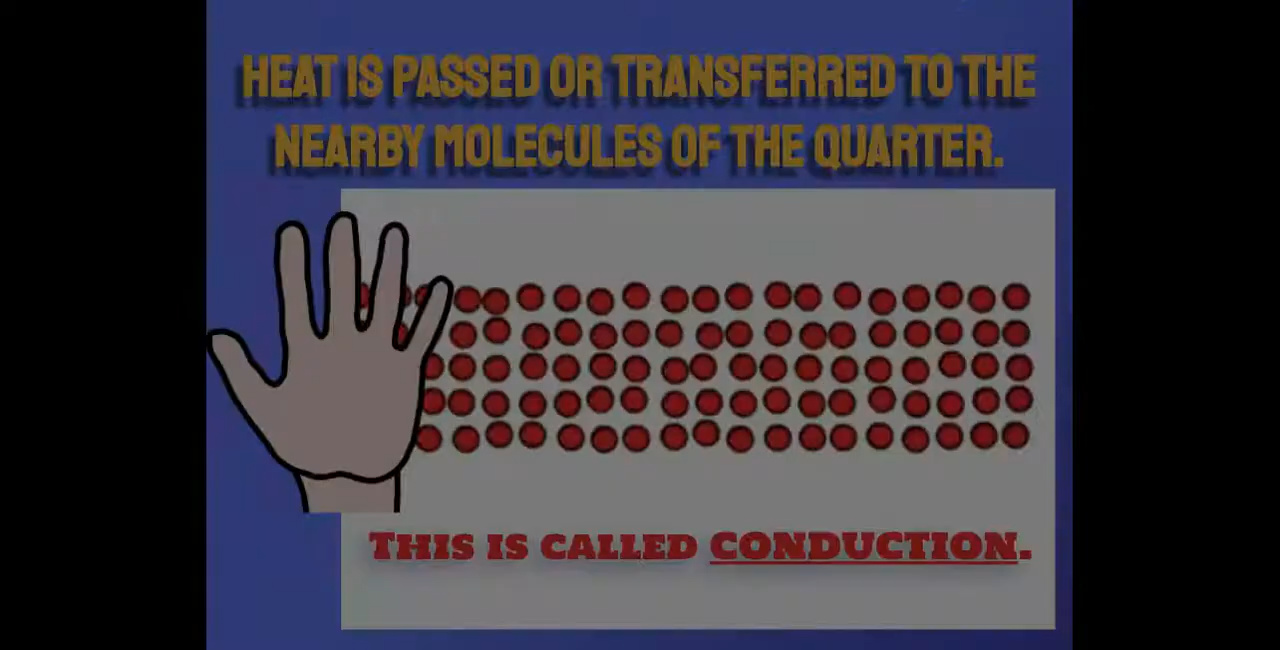 HEAT IS PASSED OR TRANSFERRED TO THE
NEARBY MOLECULES OF THE QUARTER.
THIS IS CALLED CONDUCTION.